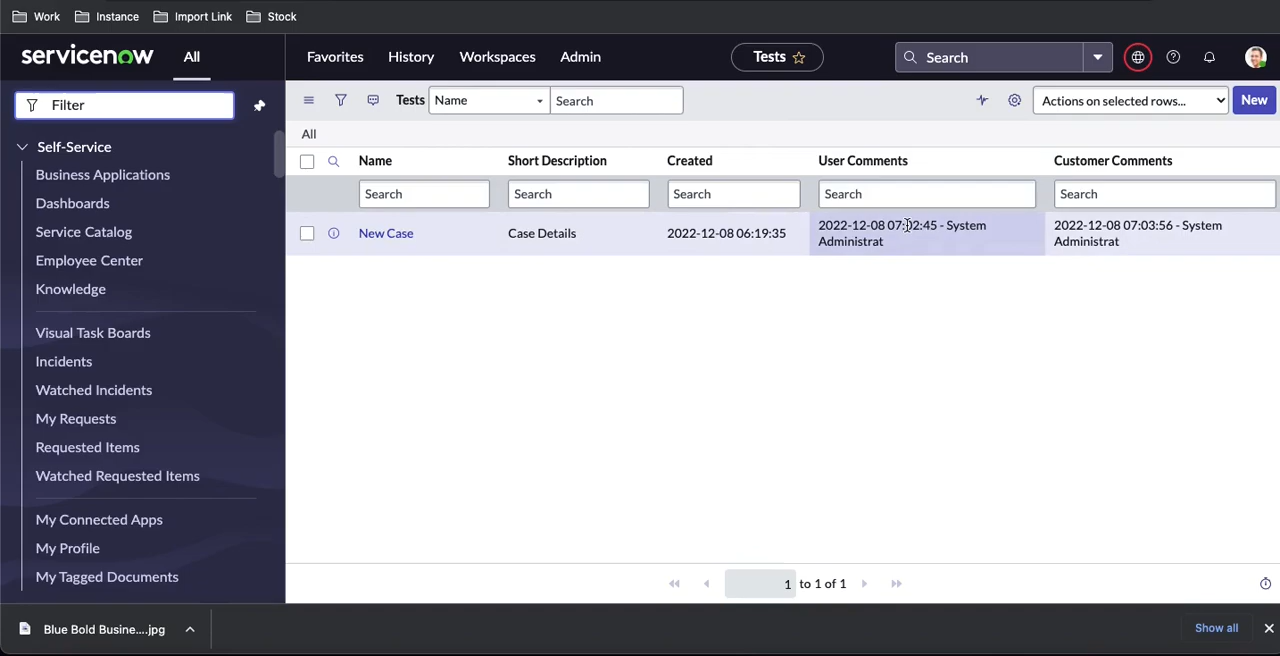 Work Instance Import Link Stock
servicenow All Favorites History Workspaces Admin Tests Search
Filter
Tests Name Search Actions on selected rows... New
All
Self-Service
Business Applications
Dashboards
Service Catalog
Employee Center
Knowledge
Visual Task Boards
Incidents
Watched Incidents
My Requests
Requested Items
Watched Requested Items
My Connected Apps
My Profile
My Tagged Documents
Name Short Description Created User Comments Customer Comments
Search Search Search Search Search
New Case Case Details 2022-12-08 06:19:35 2022-12-08 07:02:45 - System 2022-12-08 07:03:56 - System
Administrat Administrat
1 to 1 of 1
Blue Bold Busine....jpg Show all